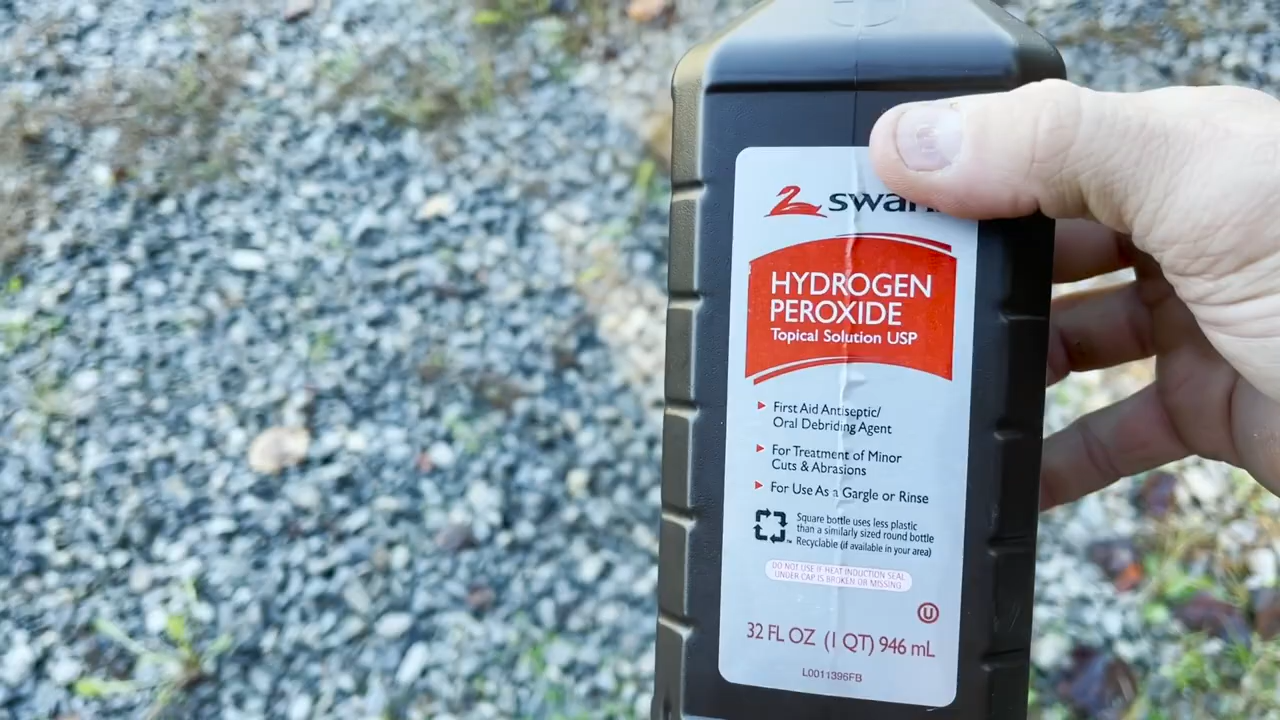 swan
HYDROGEN
PEROXIDE
Topical Solution USP
First Aid Antiseptic/
Oral Debriding Agent
For Treatment of Minor
Cuts & Abrasions
For Use As a Gargle or Rinse
Square bottle uses less plastic
than a similarly sized round bottle
Recyclable (if available in your area)
DO NOT USE IF HEAT INDUCTION SEAL
UNDER CAP IS BROKEN OR MISSING
U
32 FL OZ (1 QT) 946 mL
L0011396FB